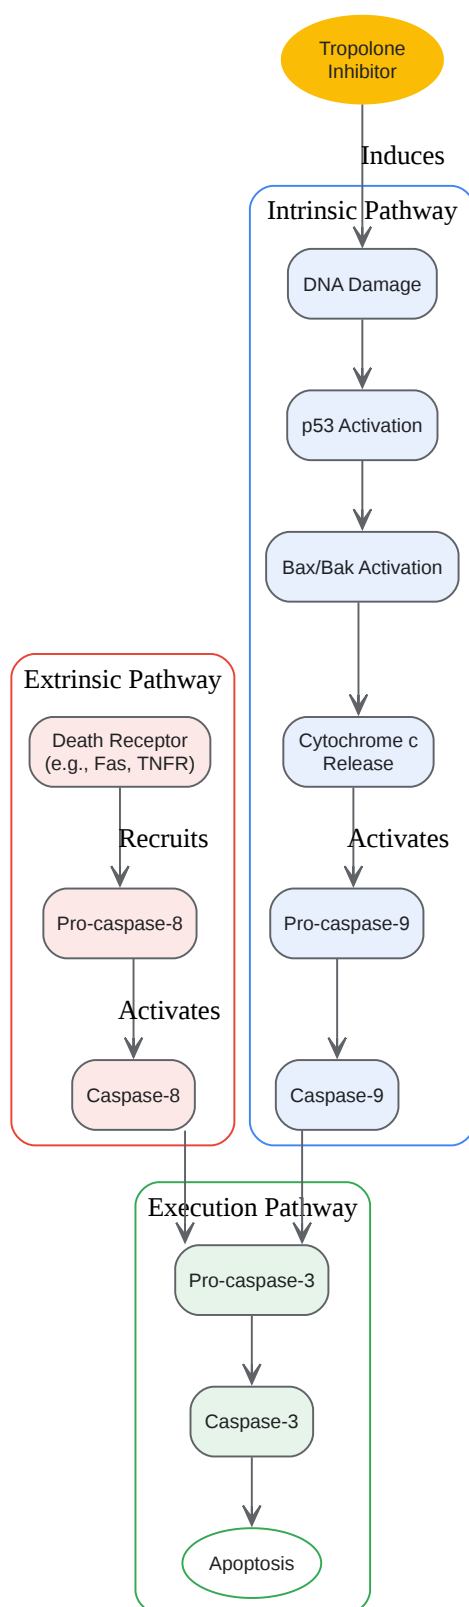 Tropolone
Inhibitor
Induces
Intrinsic Pathway
DNA Damage
p53 Activation
Bax/Bak Activation
Extrinsic Pathway
Death Receptor
(e.g., Fas, TNFR)
Cytochrome c
Release
Recruits
Activates
Pro-caspase-8
Pro-caspase-9
Activates
Caspase-8
Caspase-9
Execution Pathway
Pro-caspase-3
Caspase-3
Apoptosis